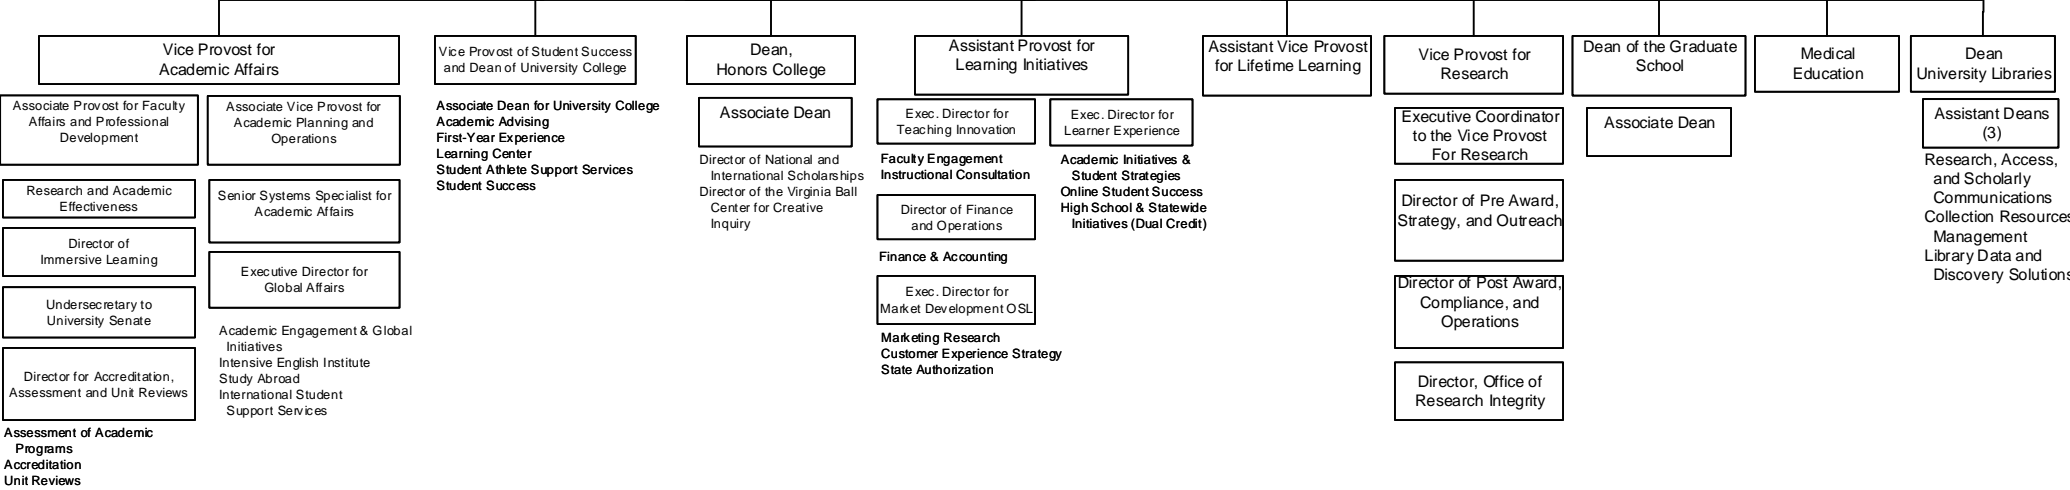 Vice Provost for
Academic Affairs
Associate Provost for Faculty
Affairs and Professional
Development
Research and Academic
Effectiveness
Director of
Immersive Learning
Undersecretary to
University Senate
Director for Accreditation,
Assessment and Unit Reviews
Assessment of Academic
Programs
Accreditation
Unit Reviews
Associate Vice Provost for
Academic Planning and
Operations
Senior Systems Specialist for
Academic Affairs
Executive Director for
Global Affairs
Academic Engagement & Global
Initiatives
Intensive English Institute
Study Abroad
International Student
Support Services
Vice Provost of Student Success
and Dean of University College
Associate Dean for University College
Academic Advising
First-Year Experience
Learning Center
Student Athlete Support Services
Student Success
Dean,
Honors College
Associate Dean
Director of National and
International Scholarships
Director of the Virginia Ball
Center for Creative
Inquiry
Assistant Provost for
Learning Initiatives
Exec. Director for
Teaching Innovation
Faculty Engagement
Instructional Consultation
Director of Finance
and Operations
Finance & Accounting
Exec. Director for
Market Development OSL
Marketing Research
Customer Experience Strategy
State Authorization
Exec. Director for
Learner Experience
Academic Initiatives &
Student Strategies
Online Student Success
High School & Statewide
Initiatives (Dual Credit)
Assistant Vice Provost
for Lifetime Learning
Vice Provost for
Research
Executive Coordinator
to the Vice Provost
For Research
Director of Pre Award,
Strategy, and Outreach
Director of Post Award,
Compliance, and
Operations
Director, Office of
Research Integrity
Dean of the Graduate
School
Associate Dean
Medical
Education
Dean
University Libraries
Assistant Deans
(3)
Research, Access,
and Scholarly
Communications
Collection Resources
Management
Library Data and
Discovery Solutions